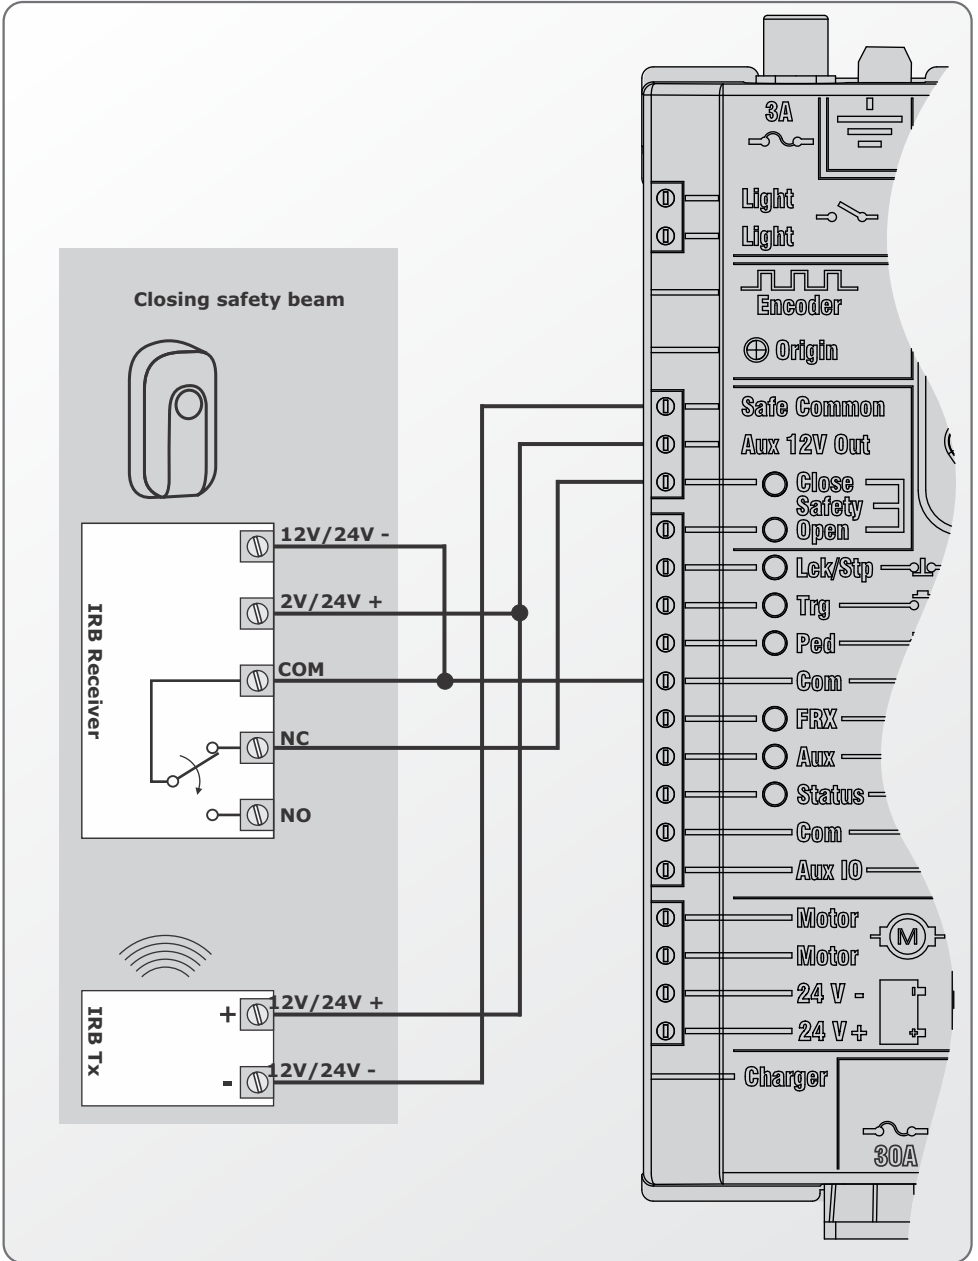 Closing safety beam
IRB Receiver
12V/24V -
2V/24V +
COM
NC
NO
IRB Tx
+
12V/24V +
-
12V/24V -
3A
Light
Light
Encoder
Origin
Safe Common
Aux 12V Out
Close
Safety
Open
Lck/Stp
Trg
Ped
Com
FRX
Aux
Status
Com
Aux IO
Motor
Motor
M
24 V -
24 V +
Charger
30A